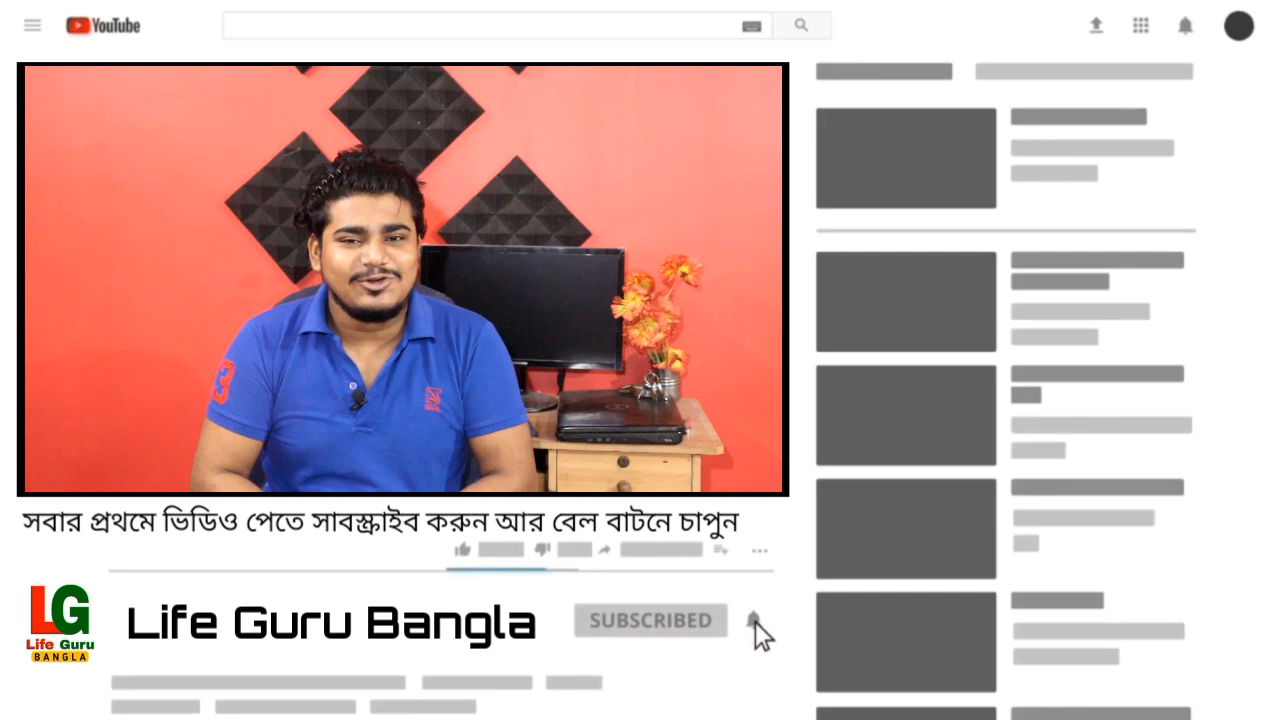 YouTube
সবার প্রথমে ভিডিও পেতে সাবস্ক্রাইব করুন আর বেল বাটনে চাপুন
LG
Life Guru
BANGLA
Life Guru Bangla
SUBSCRIBED